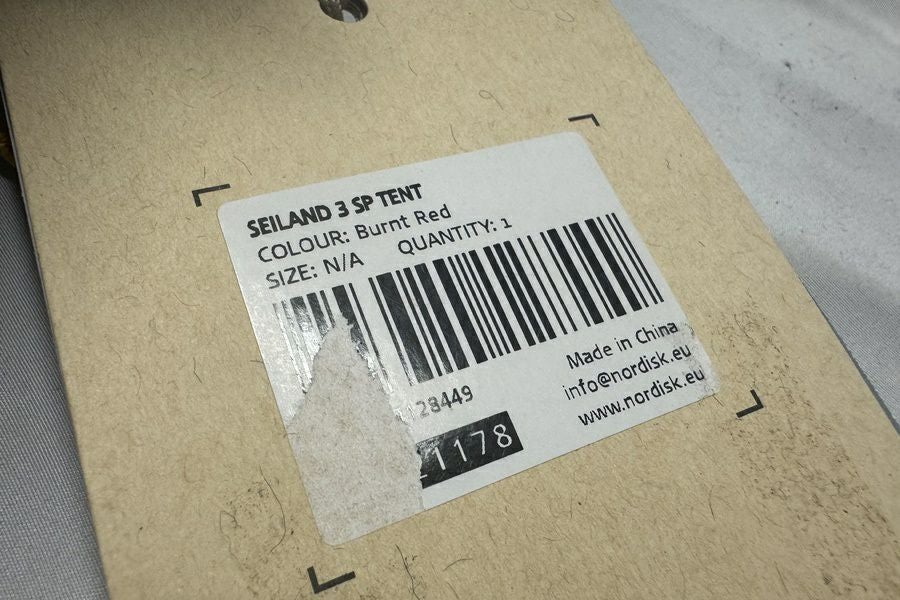 SEILAND 3 SP TENT
COLOUR: Burnt Red
SIZE: N/A QUANTITY: 1
Made in China
info@nordisk.eu
www.nordisk.eu